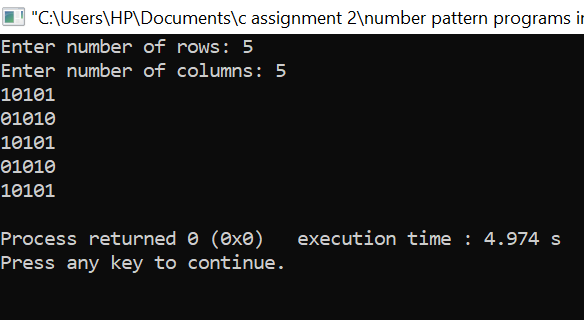 "C:\Users\HP\Documents\c assignment 2\number pattern programs
Enter number of rows: 5
Enter number of columns: 5
10101
01010
10101
01010
10101
Process returned 0 (0x0)   execution time : 4.974 s
Press any key to continue.